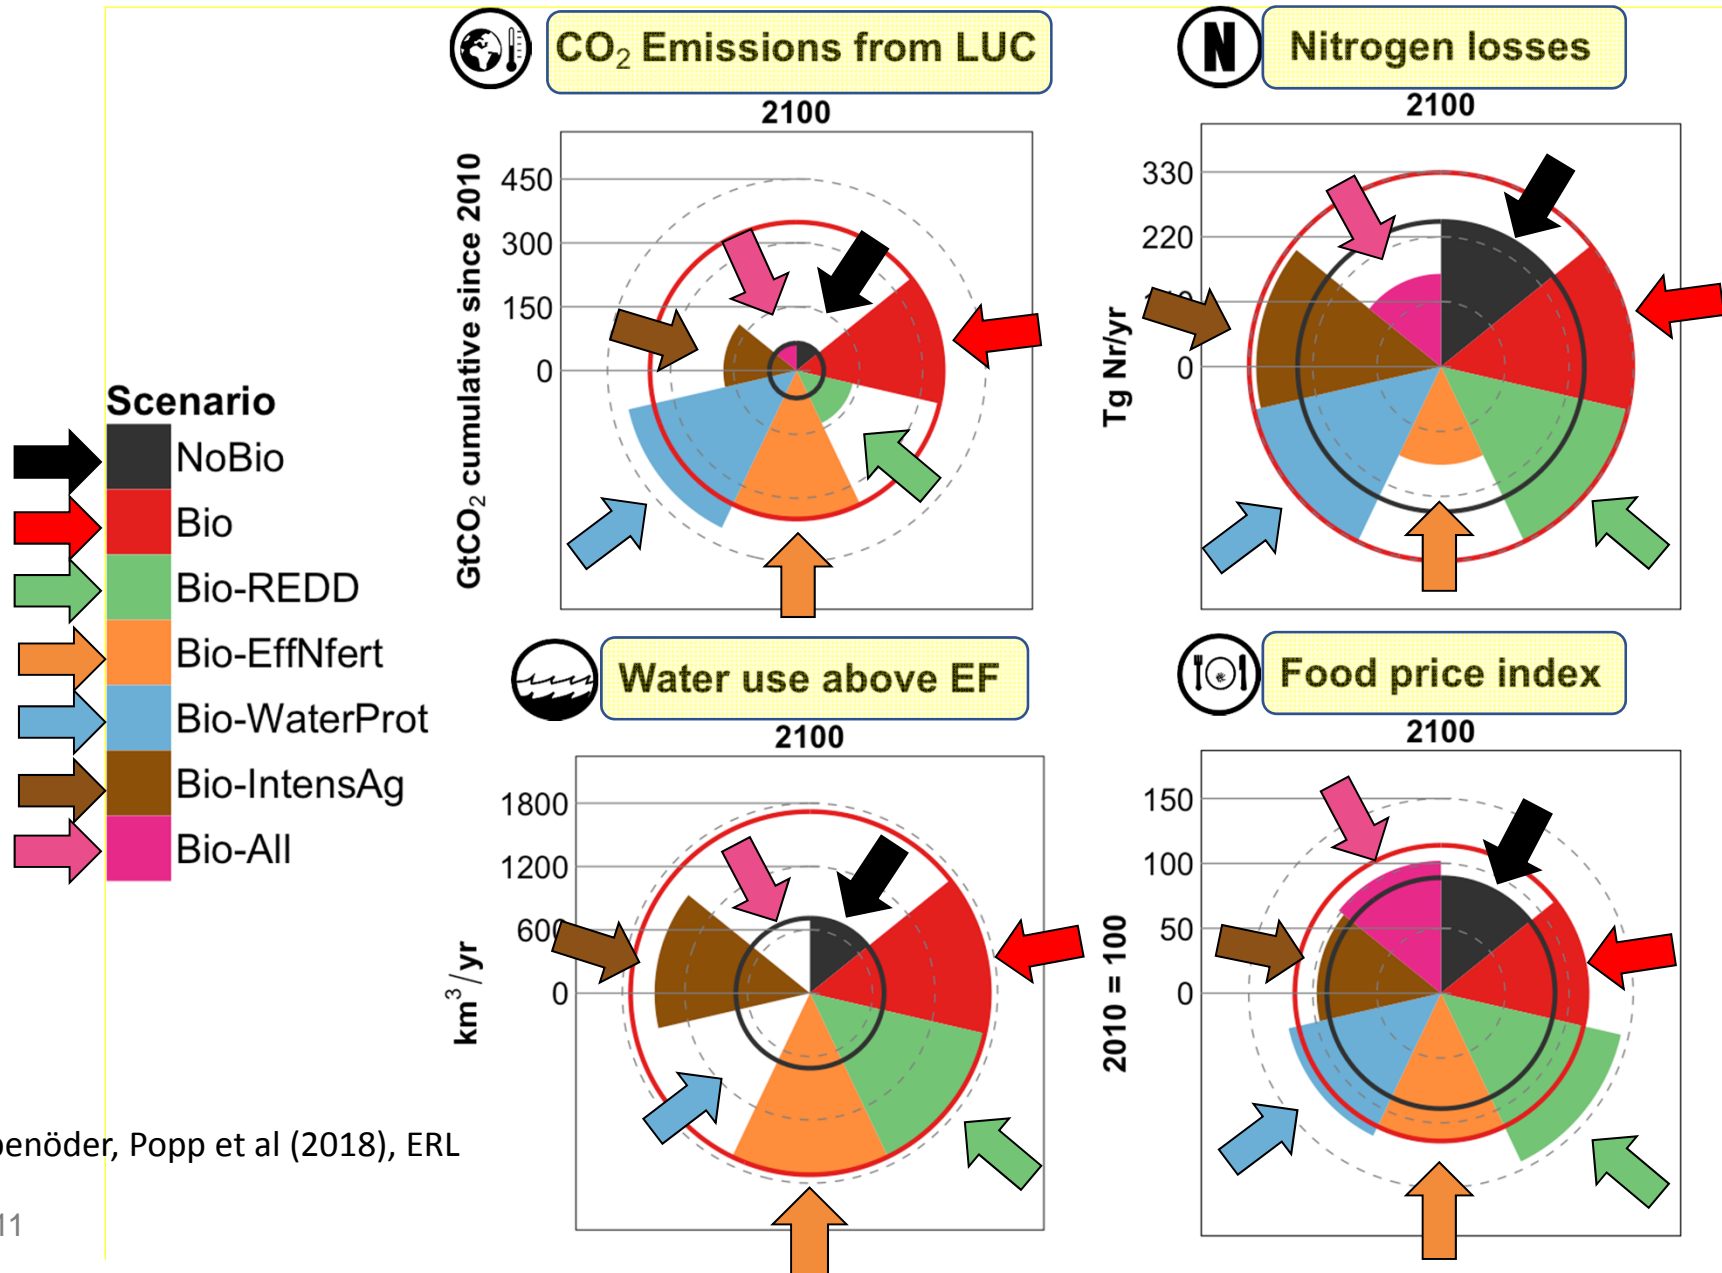 CO₂ Emissions from LUC
2100
GtCO₂ cumulative since 2010
450
300
150
0
N
Nitrogen losses
2100
Tg Nr/yr
330
220
0
Scenario
NoBio
Bio
Bio-REDD
Bio-EffNfert
Bio-WaterProt
Bio-IntensAg
Bio-All
Water use above EF
2100
km³/yr
1800
1200
600
0
Food price index
2100
2010 = 100
150
100
50
0
Popp et al (2018), ERL
11